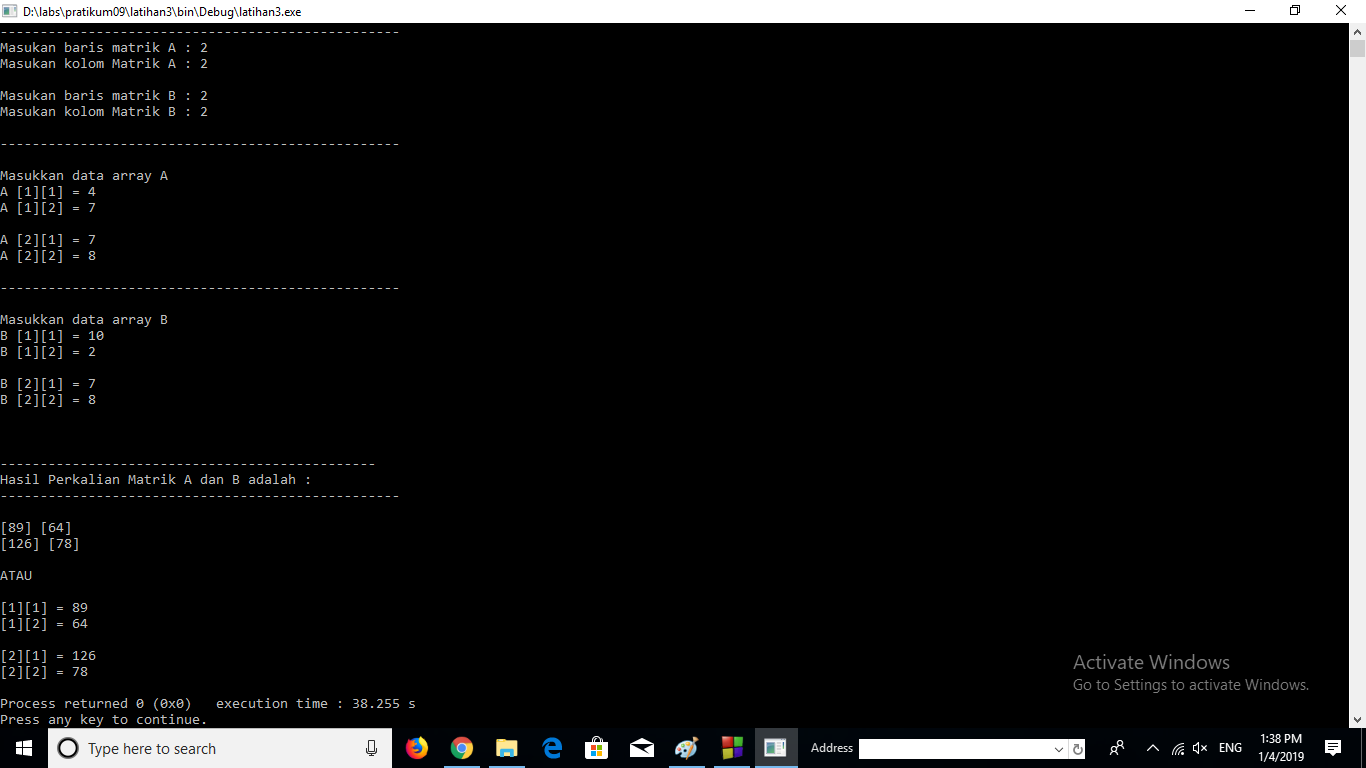 D:\labs\pratikum09\latihan3\bin\Debug\latihan3.exe
--------------------------------------------------
Masukan baris matrik A : 2
Masukan kolom Matrik A : 2
Masukan baris matrik B : 2
Masukan kolom Matrik B : 2
--------------------------------------------------
Masukkan data array A
A [1][1] = 4
A [1][2] = 7
A [2][1] = 7
A [2][2] = 8
--------------------------------------------------
Masukkan data array B
B [1][1] = 10
B [1][2] = 2
B [2][1] = 7
B [2][2] = 8
-----------------------------------------------
Hasil Perkalian Matrik A dan B adalah :
--------------------------------------------------
[89] [64]
[126] [78]
ATAU
[1][1] = 89
[1][2] = 64
[2][1] = 126
[2][2] = 78
Process returned 0 (0x0)   execution time : 38.255 s
Press any key to continue.
Activate Windows
Go to Settings to activate Windows.
Type here to search
Address
ENG
1:38 PM
1/4/2019